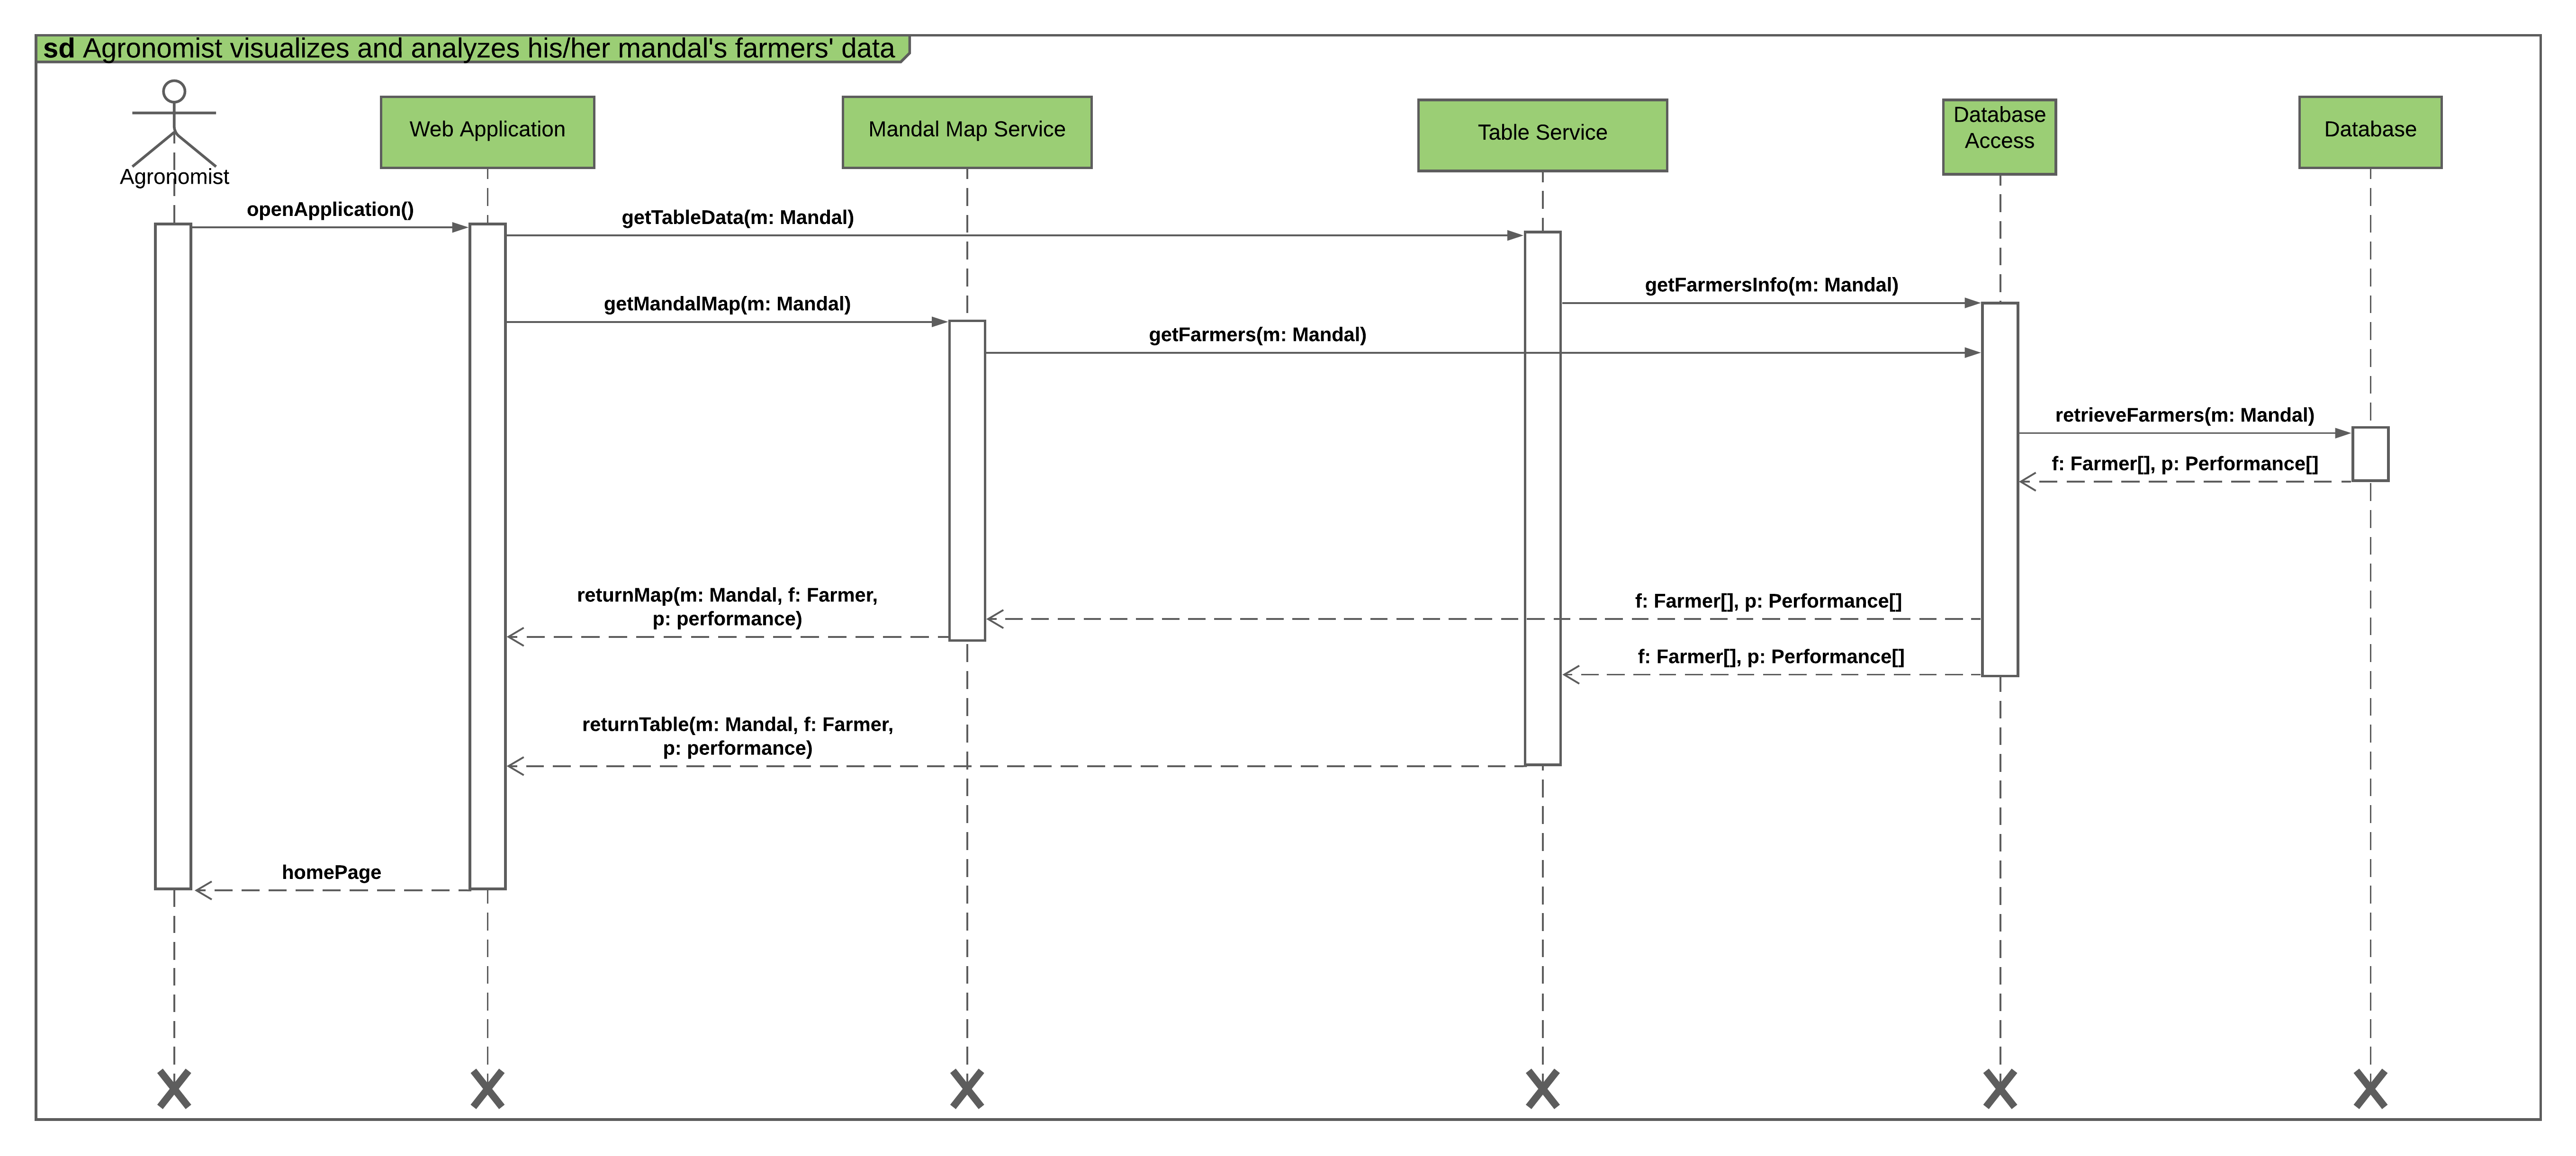 sd Agronomist visualizes and analyzes his/her mandal's farmers' data
Agronomist
Web Application
Mandal Map Service
Table Service
Database
Access
Database
openApplication()
getTableData(m: Mandal)
getFarmersInfo(m: Mandal)
getMandalMap(m: Mandal)
getFarmers(m: Mandal)
retrieveFarmers(m: Mandal)
f: Farmer[], p: Performance[]
returnMap(m: Mandal, f: Farmer,
p: performance)
f: Farmer[], p: Performance[]
f: Farmer[], p: Performance[]
returnTable(m: Mandal, f: Farmer,
p: performance)
homePage